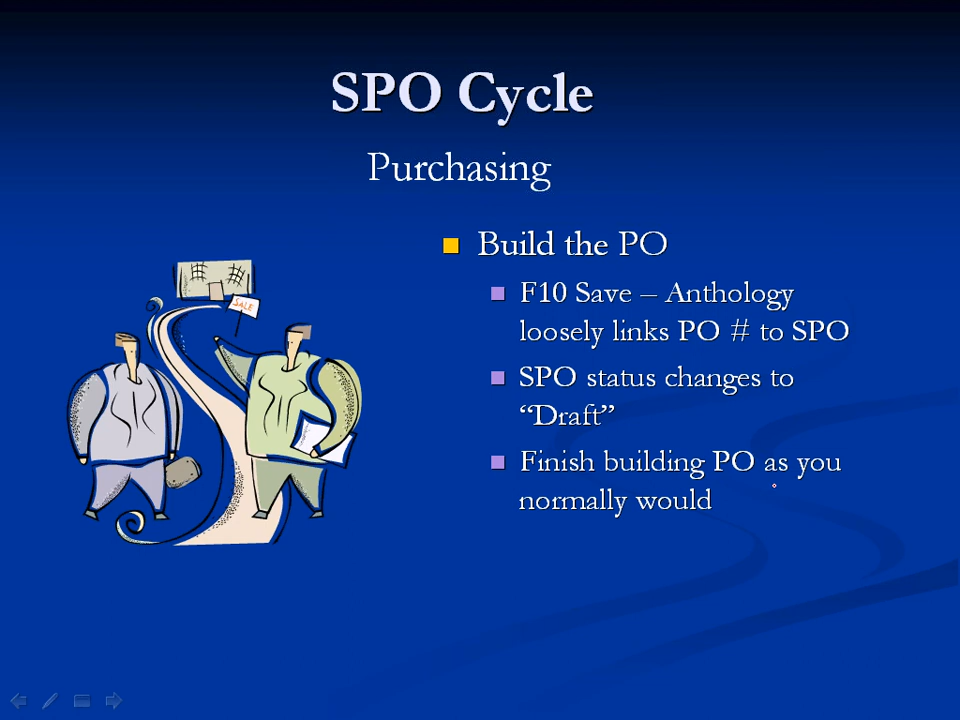 SPO Cycle
Purchasing
Build the PO
F10 Save – Anthology
loosely links PO # to SPO
SPO status changes to
“Draft”
Finish building PO as you
normally would
SALE